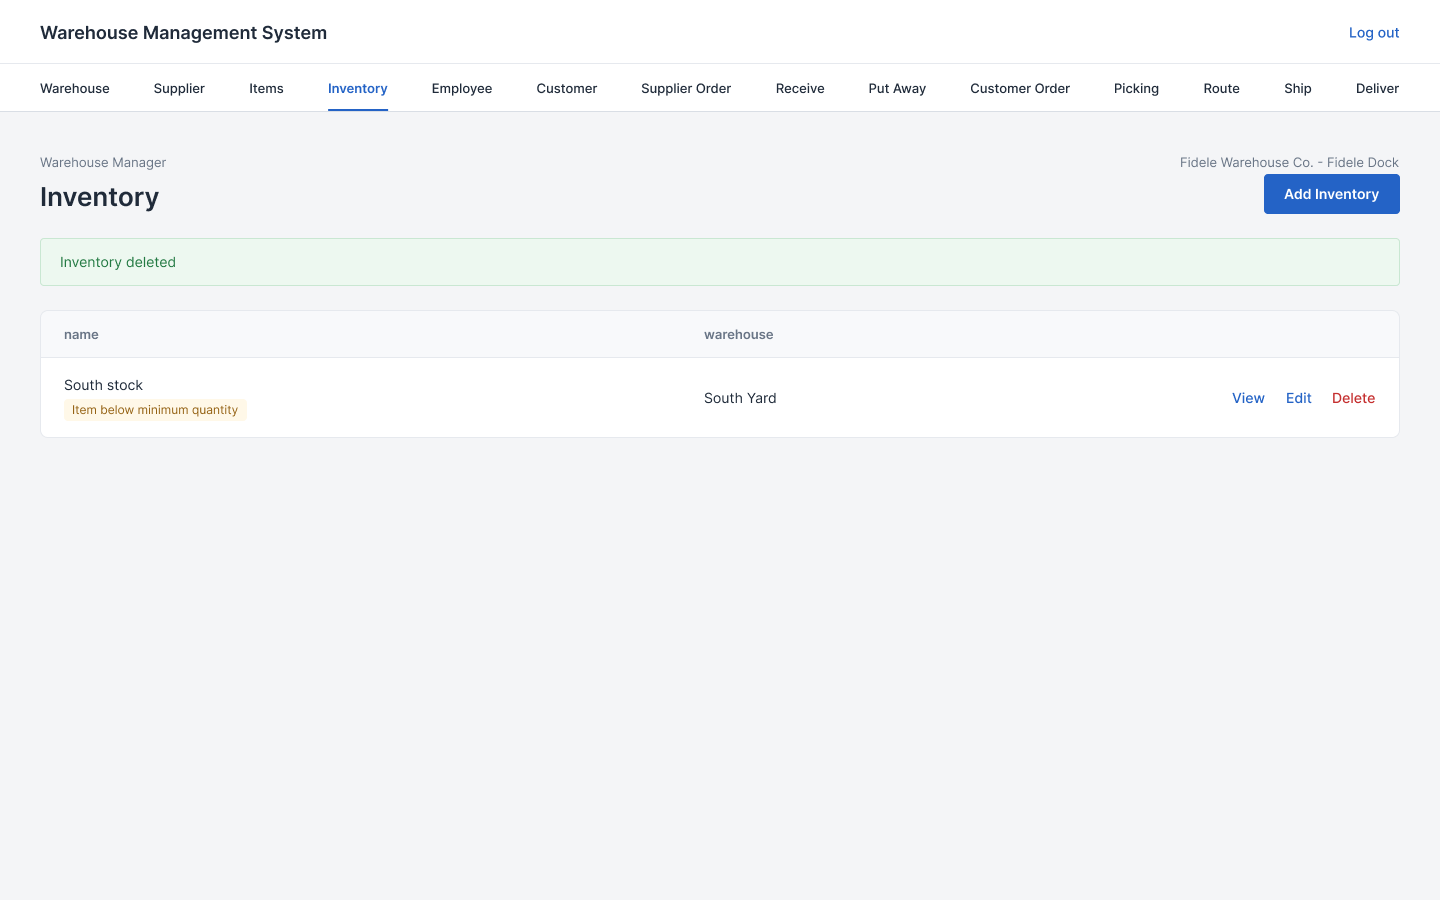 Warehouse Management System
Log out
Warehouse
Supplier
Items
Inventory
Employee
Customer
Supplier Order
Receive
Put Away
Customer Order
Picking
Route
Ship
Deliver
Warehouse Manager
Fidele Warehouse Co. - Fidele Dock
Inventory
Add Inventory
Inventory deleted
name
warehouse
South stock
Item below minimum quantity
South Yard
View
Edit
Delete